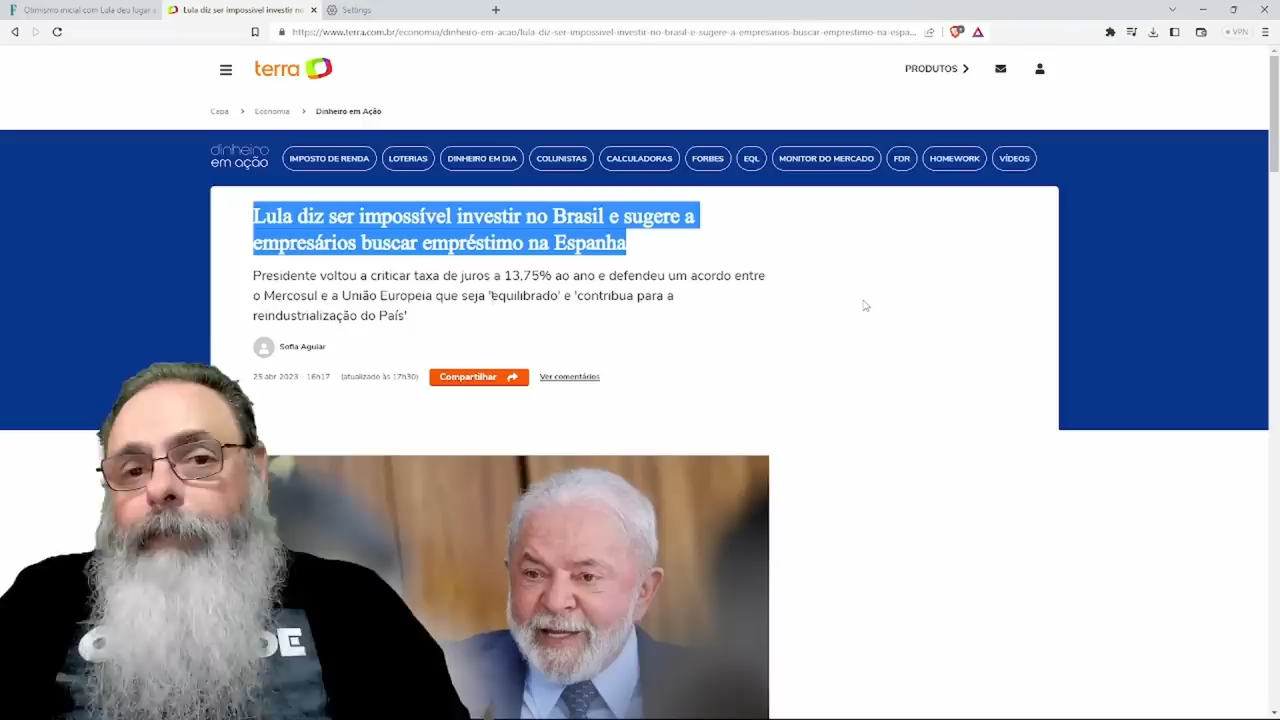 Otimismo inicial com Lula deu lugar a
Lula diz ser impossível investir no
Settings
https://www.terra.com.br/economia/dinheiro-em-acao/lula-diz-ser-impossivel-investir-no-brasil-e-sugere-a-empresarios-buscar-emprestimo-na-espa...
VPN
terra
PRODUTOS
Capa > Economia > Dinheiro em Ação
dinheiro
em ação
IMPOSTO DE RENDA LOTERIAS DINHEIRO EM DIA COLUNISTAS CALCULADORAS FORBES EQL MONITOR DO MERCADO FDR HOMEWORK VÍDEOS
Lula diz ser impossível investir no Brasil e sugere a
empresários buscar empréstimo na Espanha
Presidente voltou a criticar taxa de juros a 13,75% ao ano e defendeu um acordo entre
o Mercosul e a União Europeia que seja 'equilibrado' e 'contribua para a
reindustrialização do País'
Sofia Aguiar
25 abr 2023 - 16h17 (atualizado às 17h30)
Compartilhar
Ver comentários